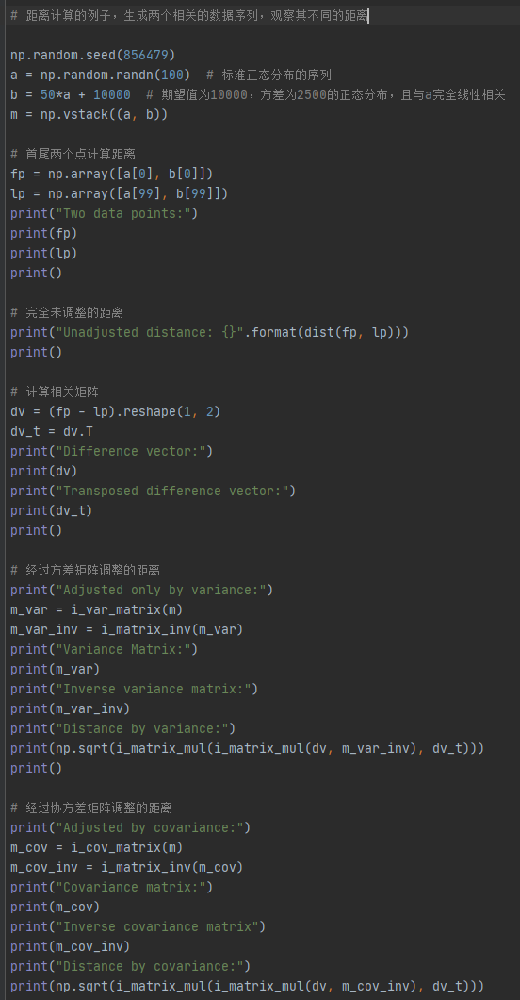 # 距离计算的例子，生成两个相关的数据序列，观察其不同的距离
np.random.seed(856479)
a = np.random.randn(100)  # 标准正态分布的序列
b = 50*a + 10000  # 期望值为10000，方差为2500的正态分布，且与a完全线性相关
m = np.vstack((a, b))
# 首尾两个点计算距离
fp = np.array([a[0], b[0]])
lp = np.array([a[99], b[99]])
print("Two data points:")
print(fp)
print(lp)
print()
# 完全未调整的距离
print("Unadjusted distance: {}".format(dist(fp, lp)))
print()
# 计算相关矩阵
dv = (fp - lp).reshape(1, 2)
dv_t = dv.T
print("Difference vector:")
print(dv)
print("Transposed difference vector:")
print(dv_t)
print()
# 经过方差矩阵调整的距离
print("Adjusted only by variance:")
m_var = i_var_matrix(m)
m_var_inv = i_matrix_inv(m_var)
print("Variance Matrix:")
print(m_var)
print("Inverse variance matrix:")
print(m_var_inv)
print("Distance by variance:")
print(np.sqrt(i_matrix_mul(i_matrix_mul(dv, m_var_inv), dv_t)))
print()
# 经过协方差矩阵调整的距离
print("Adjusted by covariance:")
m_cov = i_cov_matrix(m)
m_cov_inv = i_matrix_inv(m_cov)
print("Covariance matrix:")
print(m_cov)
print("Inverse covariance matrix")
print(m_cov_inv)
print("Distance by covariance:")
print(np.sqrt(i_matrix_mul(i_matrix_mul(dv, m_cov_inv), dv_t)))